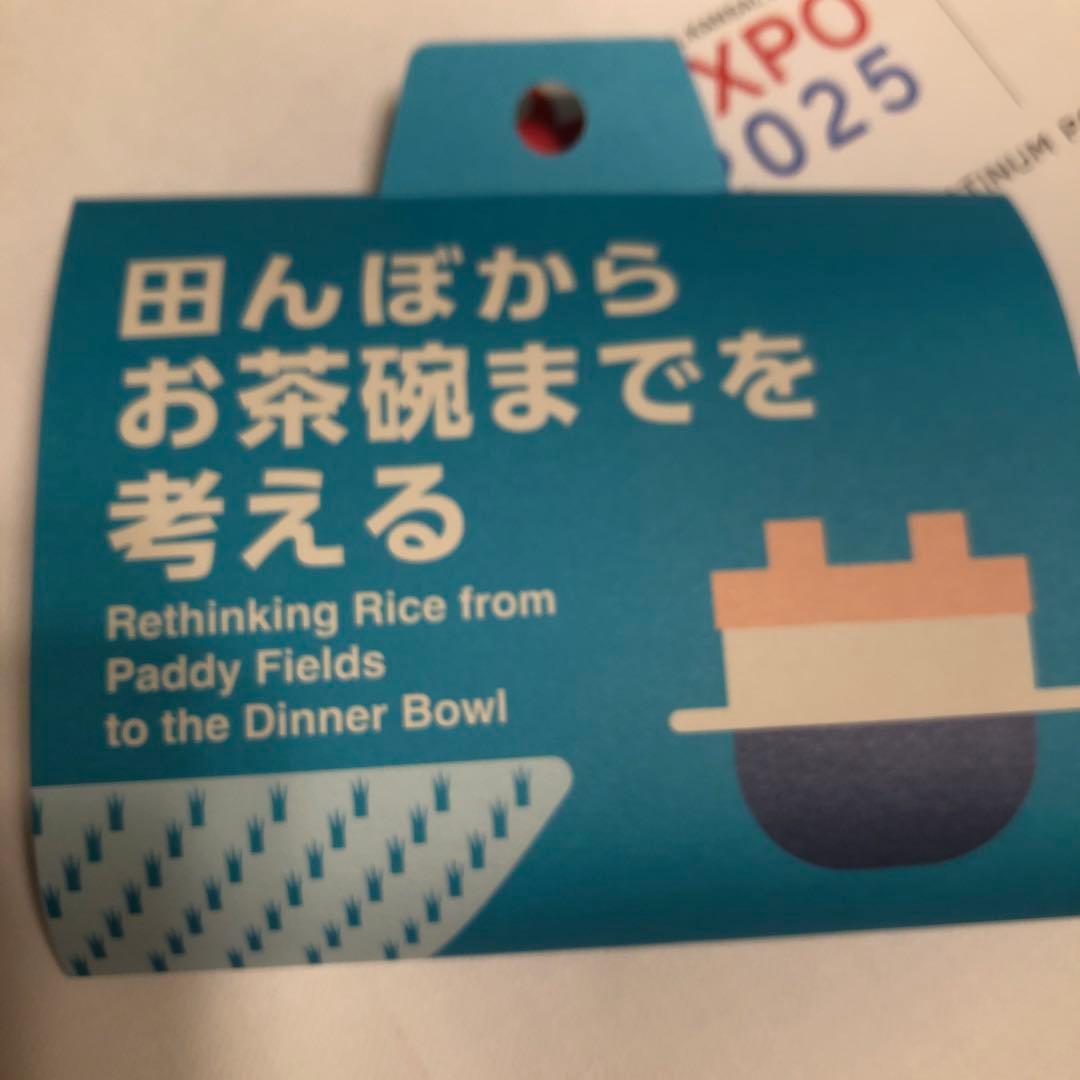 XPO
2025
田んぼから
お茶碗までを
考える
Rethinking Rice from
Paddy Fields
to the Dinner Bowl